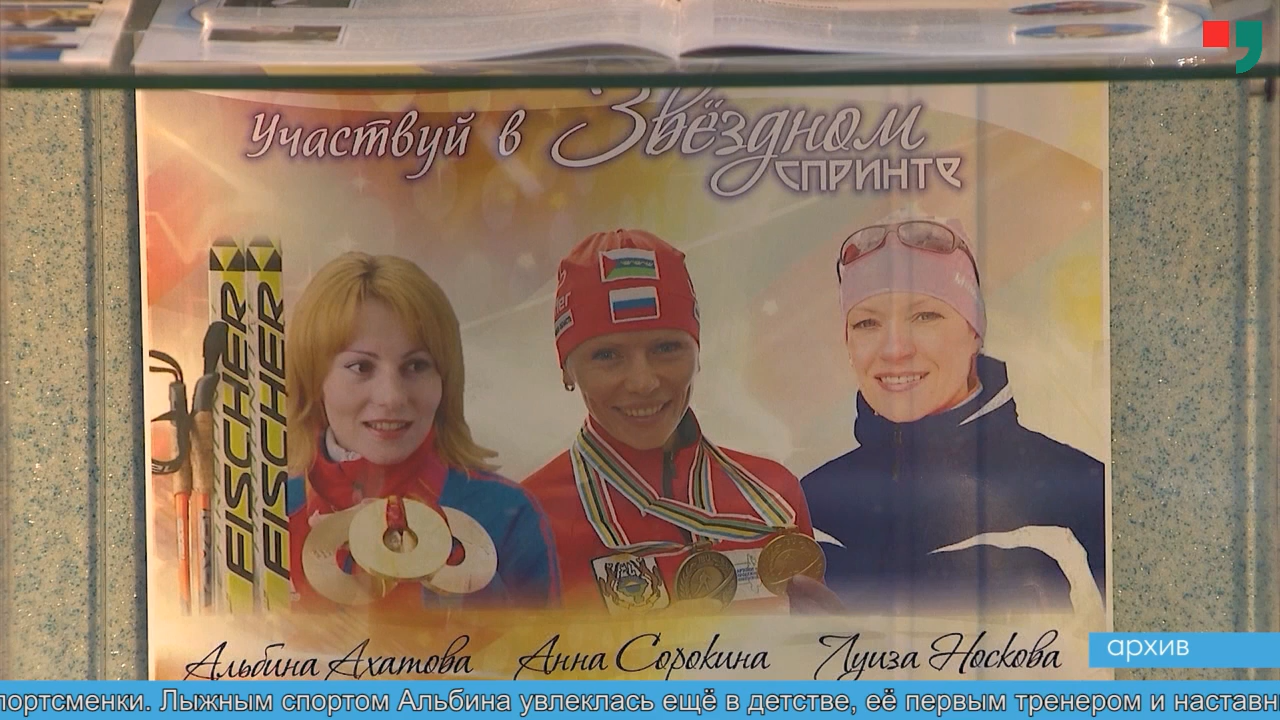 Участвуй в Звёздном
спринте
FISCHER
FISCHER
Альбина Ахатова
Анна Сорокина
Луиза Носкова
архив
портсменки. Лыжным спортом Альбина увлеклась ещё в детстве, её первым тренером и наставн